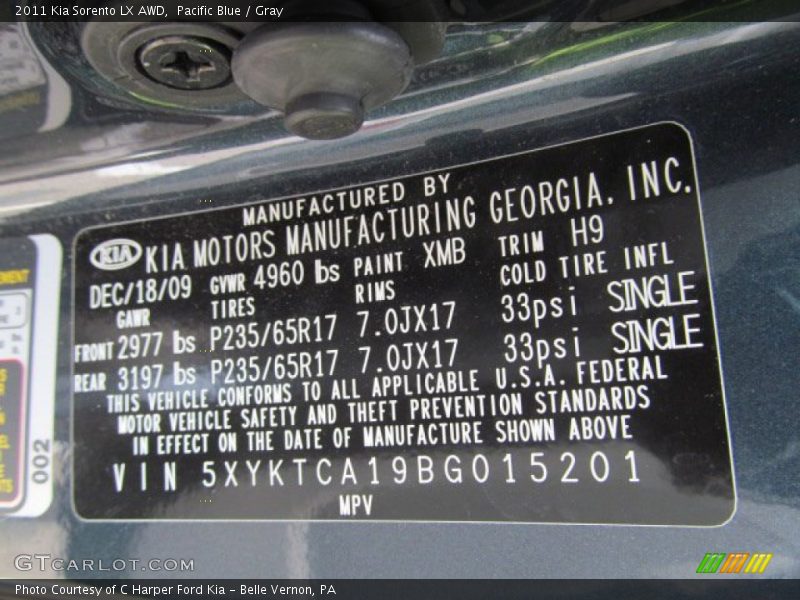 2011 Kia Sorento LX AWD,  Pacific Blue / Gray
MANUFACTURED BY
KIA KIA MOTORS MANUFACTURING GEORGIA, INC.
DEC/18/09 GVWR 4960 lbs PAINT XMB TRIM H9
GAWR TIRES RIMS COLD TIRE INFL
FRONT 2977 lbs P235/65R17 7.0JX17 33psi SINGLE
REAR 3197 lbs P235/65R17 7.0JX17 33psi SINGLE
THIS VEHICLE CONFORMS TO ALL APPLICABLE U.S.A. FEDERAL
MOTOR VEHICLE SAFETY AND THEFT PREVENTION STANDARDS
IN EFFECT ON THE DATE OF MANUFACTURE SHOWN ABOVE
VIN 5XYKTCA19BG015201
MPV
002
GTCARLOT.COM
Photo Courtesy of C Harper Ford Kia – Belle Vernon, PA